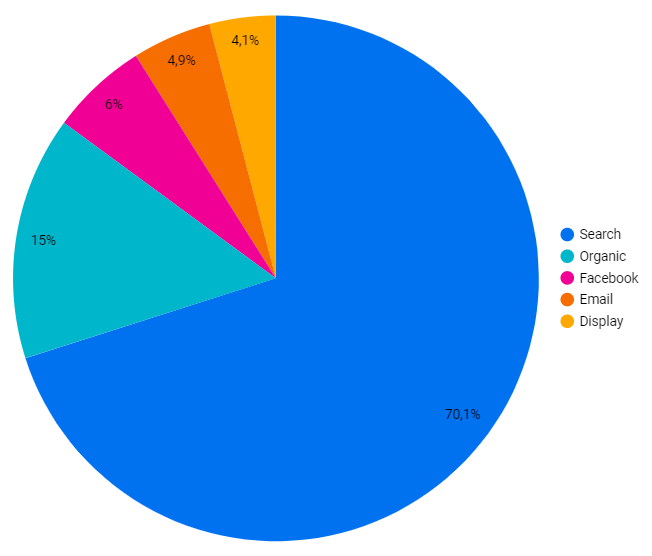 4,1%
4,9%
6%
15%
70,1%
Search
Organic
Facebook
Email
Display